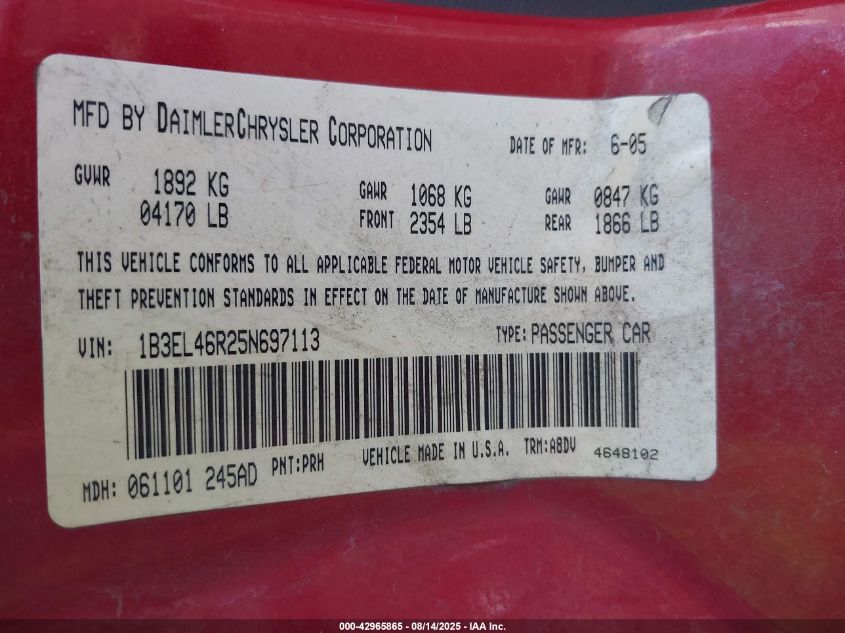 MFD BY DAIMLERCHRYSLER CORPORATION DATE OF MFR: 6-05
GVWR 1892 KG GAWR 1068 KG GAWR 0847 KG
04170 LB FRONT 2354 LB REAR 1866 LB
THIS VEHICLE CONFORMS TO ALL APPLICABLE FEDERAL MOTOR VEHICLE SAFETY, BUMPER AND
THEFT PREVENTION STANDARDS IN EFFECT ON THE DATE OF MANUFACTURE SHOWN ABOVE.
VIN: 1B3EL46R25N697113 TYPE: PASSENGER CAR
MDH: 061101 245AD PNT:PRH VEHICLE MADE IN U.S.A. TRM:A8DV 4648102
000-42965865 - 08/14/2025 - IAA Inc.